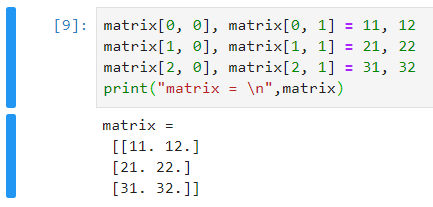 [9]: matrix[0, 0], matrix[0, 1] = 11, 12
matrix[1, 0], matrix[1, 1] = 21, 22
matrix[2, 0], matrix[2, 1] = 31, 32
print("matrix = \n",matrix)
matrix =
 [[11. 12.]
 [21. 22.]
 [31. 32.]]